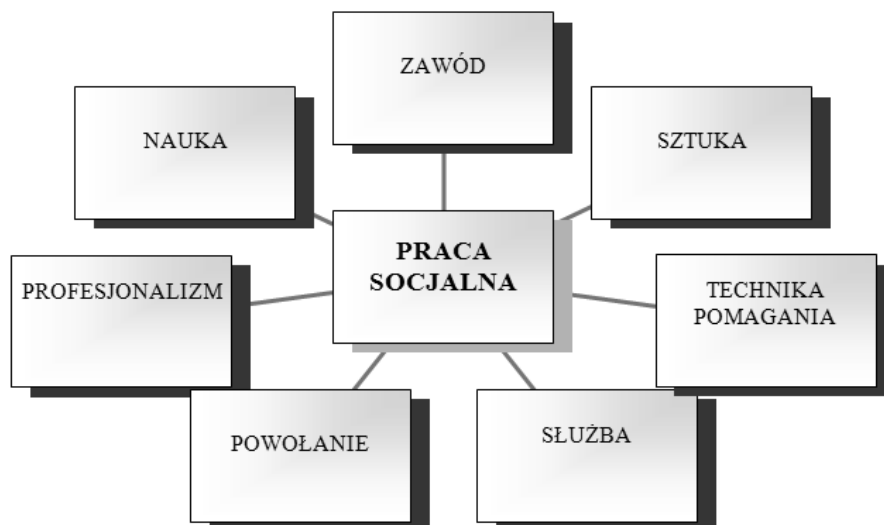 ZAWÓD
NAUKA
SZTUKA
PRACA
SOCJALNA
PROFESJONALIZM
TECHNIKA
POMAGANIA
POWOŁANIE
SŁUŻBA